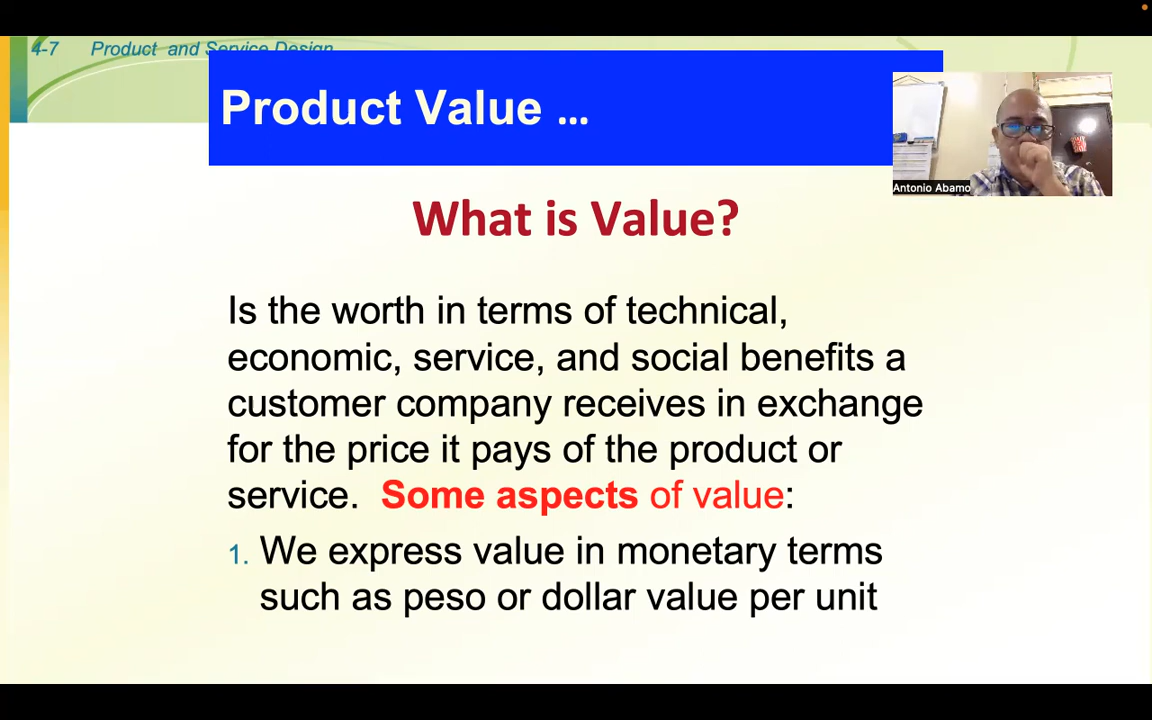 4-7 Product and Service Design
Product Value ...
Antonio Abamo
What is Value?
Is the worth in terms of technical,
economic, service, and social benefits a
customer company receives in exchange
for the price it pays of the product or
service. Some aspects of value:
1. We express value in monetary terms
such as peso or dollar value per unit